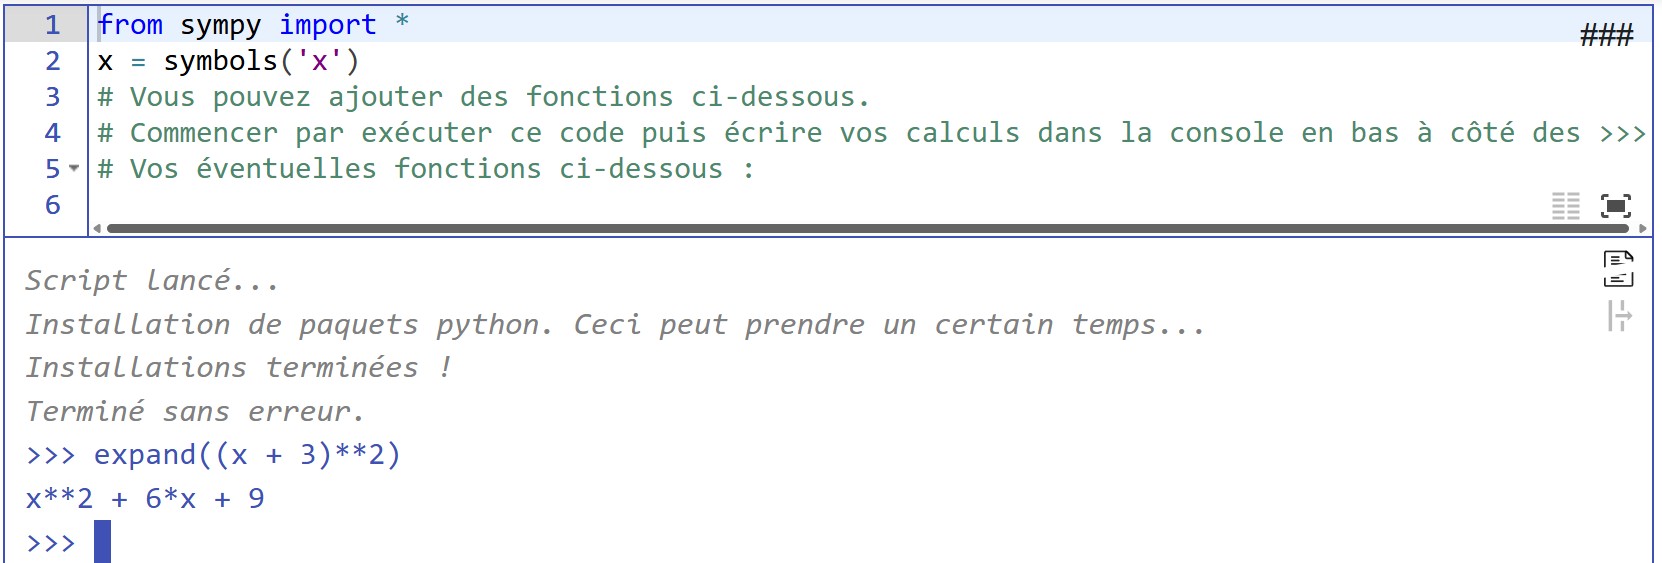 1 from sympy import *
###
2 x = symbols('x')
3 # Vous pouvez ajouter des fonctions ci-dessous.
4 # Commencer par exécuter ce code puis écrire vos calculs dans la console en bas à côté des >>>
5 # Vos éventuelles fonctions ci-dessous :
6
Script lancé...
Installation de paquets python. Ceci peut prendre un certain temps...
Installations terminées !
Terminé sans erreur.
>>> expand((x + 3)**2)
x**2 + 6*x + 9
>>>